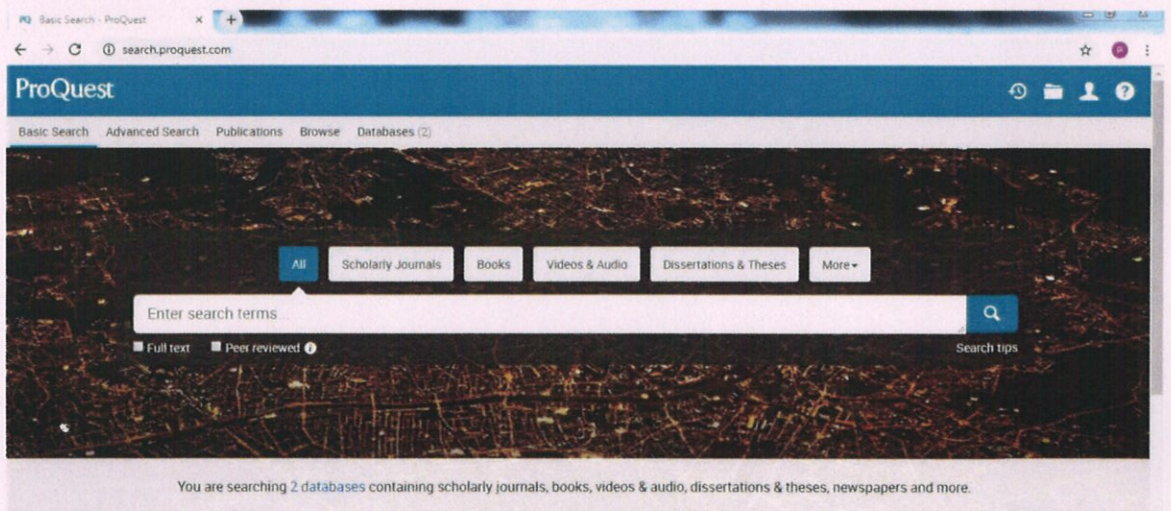 Basic Search - ProQuest
search.proquest.com
ProQuest
Basic Search Advanced Search Publications Browse Databases (2)
All Scholarly Journals Books Videos & Audio Dissertations & Theses More
Enter search terms
Full text Peer reviewed Search tips
You are searching 2 databases containing scholarly journals, books, videos & audio, dissertations & theses, newspapers and more.